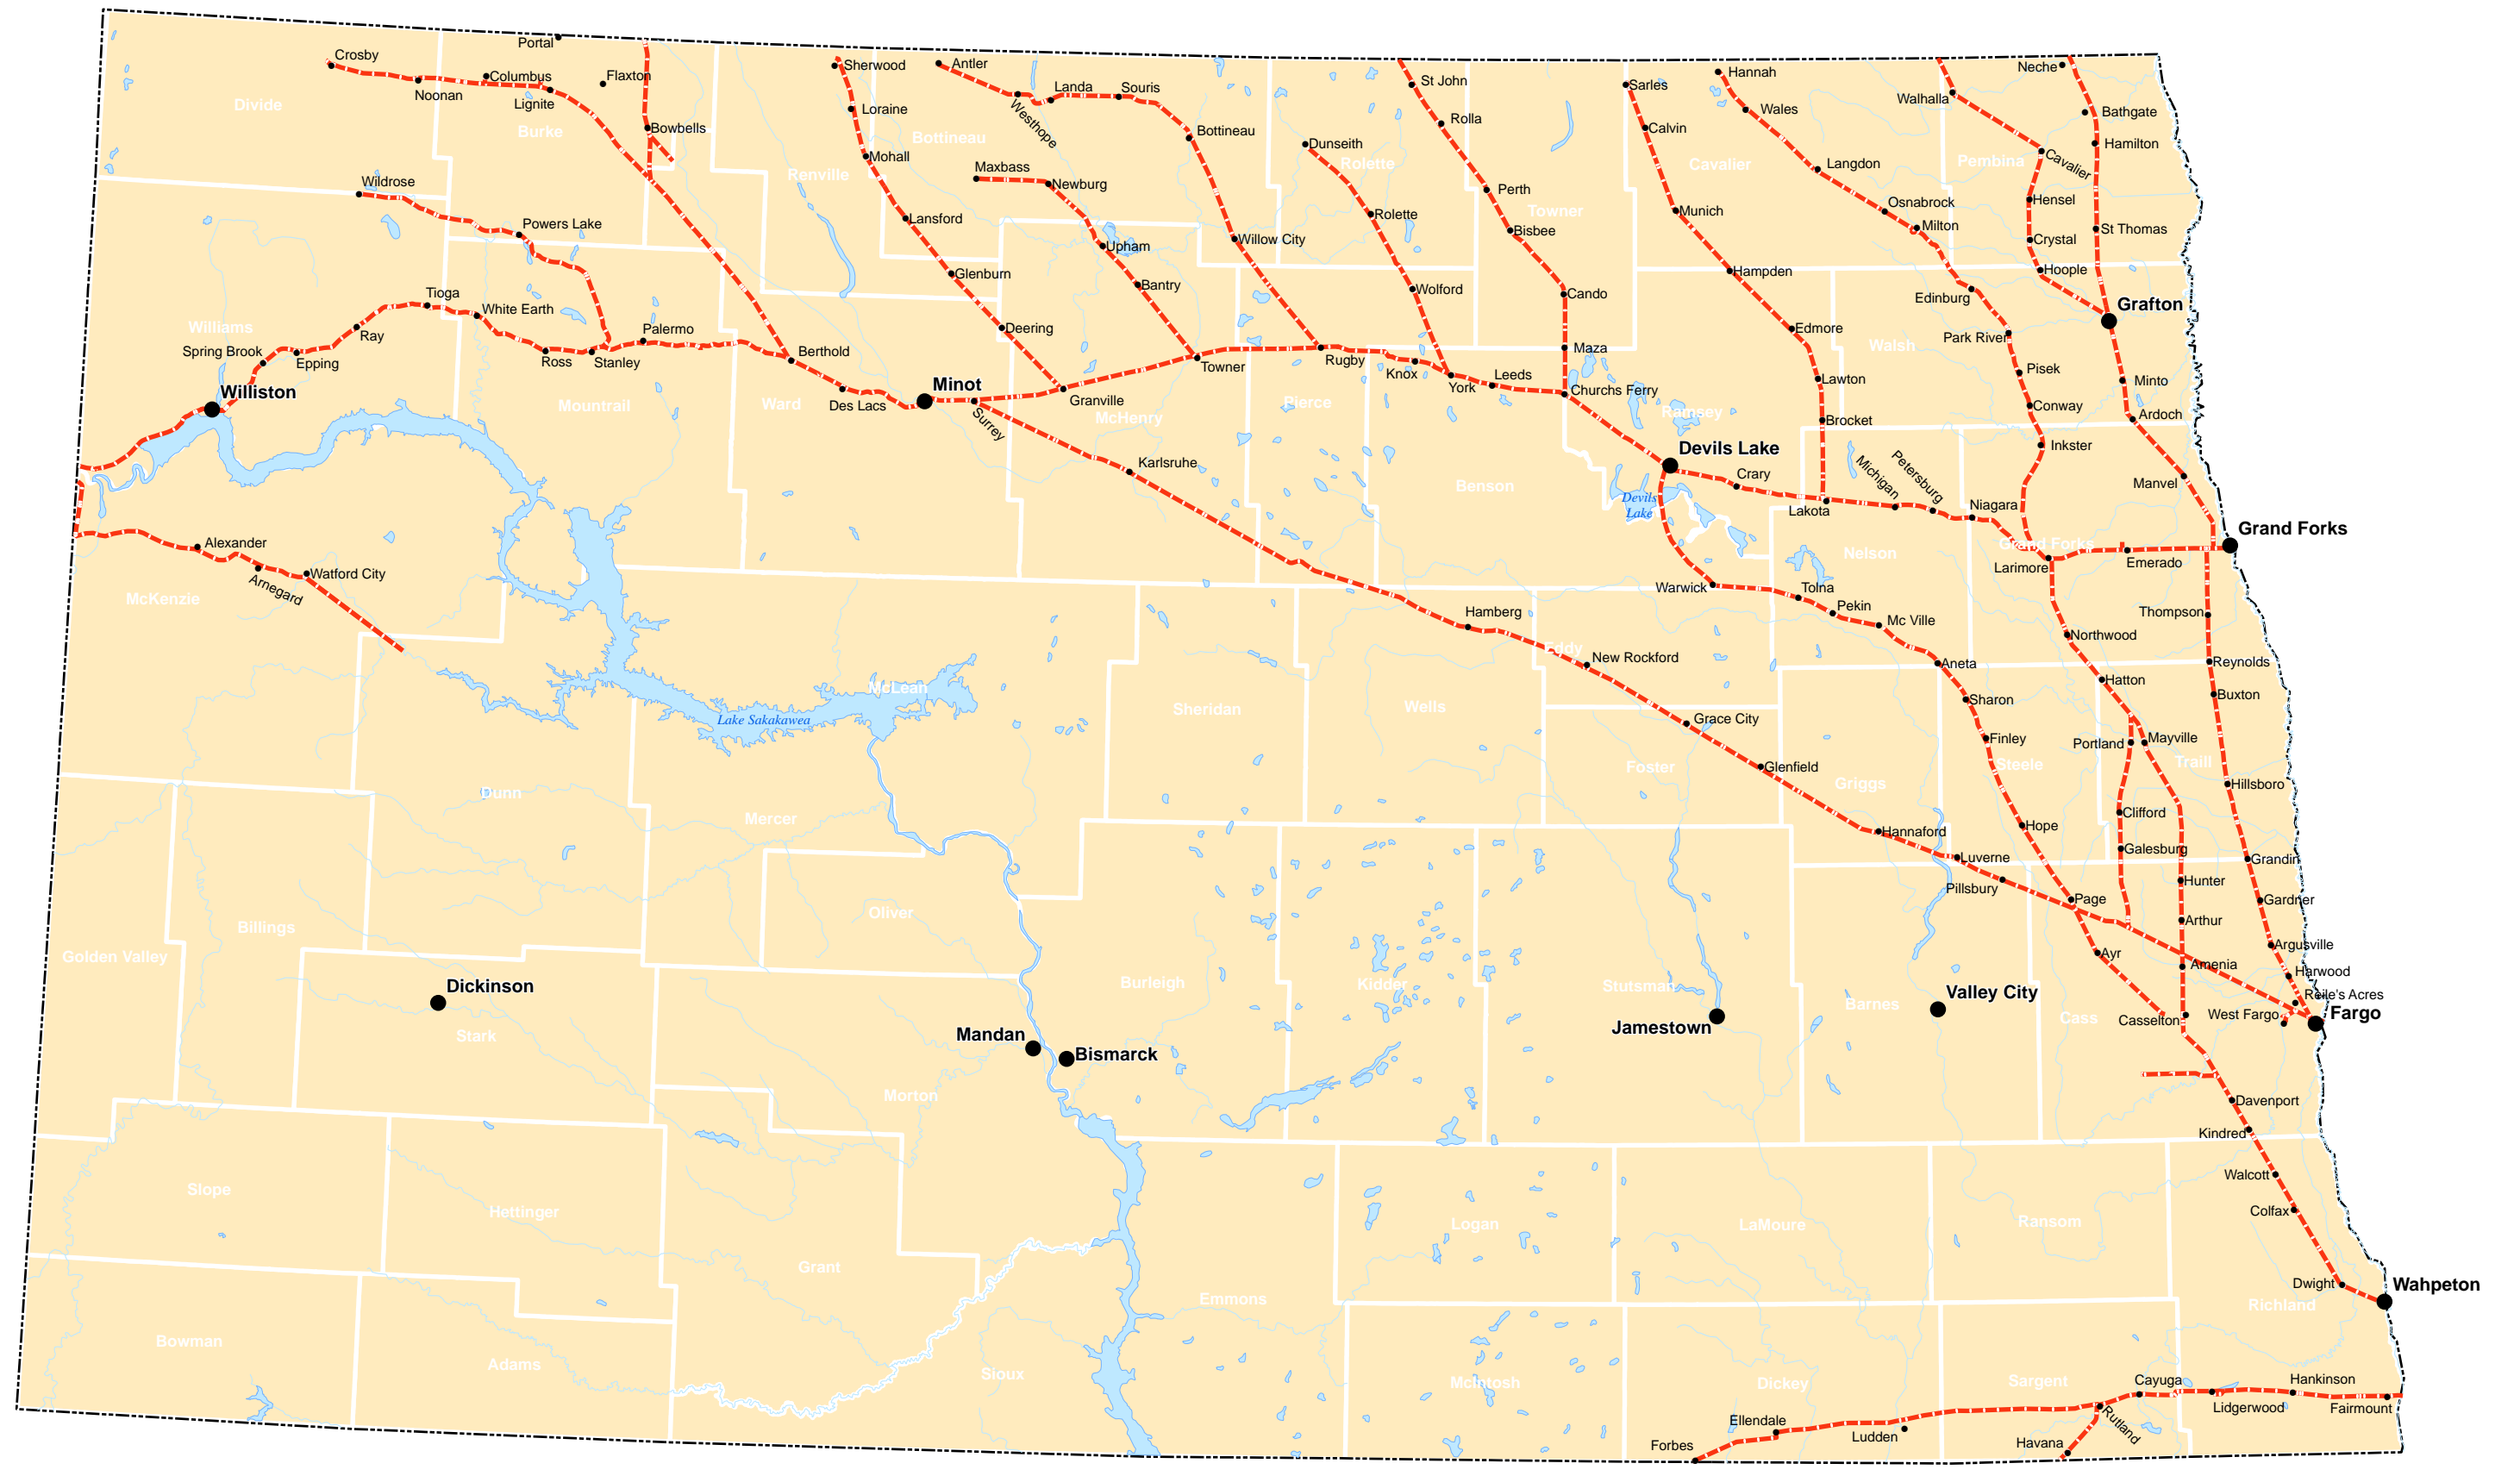 Portal
Neche
Crosby
Sherwood
Antler
Hannah
Columbus
Flaxton
St John
Sarles
Noonan
Lignite
Landa
Souris
Walhalla
Divide
Loraine
Westhope
Rolla
Wales
Bathgate
Burke
Bowbells
Bottineau
Bottineau
Calvin
Hamilton
Dunseith
Mohall
Rolette
Cavalier
Langdon
Pembina
Cavalier
Renville
Maxbass
Newburg
Wildrose
Perth
Hensel
Lansford
Rolette
Towner
Munich
Osnabrock
Powers Lake
Bisbee
Milton
St Thomas
Upham
Willow City
Crystal
Glenburn
Hampden
Hoople
Bantry
Wolford
Cando
Edinburg
Grafton
Tioga
White Earth
Williams
Ray
Palermo
Deering
Edmore
Park River
Walsh
Spring Brook
Epping
Ross
Stanley
Berthold
Towner
Rugby
Knox
Maza
Pisek
Minto
Williston
Minot
York
Leeds
Churchs Ferry
Lawton
Mountrail
Ward
Des Lacs
Surrey
Granville
McHenry
Pierce
Ramsey
Conway
Ardoch
Brocket
Inkster
Devils Lake
Karlsruhe
Crary
Michigan
Petersburg
Manvel
Benson
Devils
Lake
Lakota
Niagara
Grand Forks
Alexander
Nelson
Grand Forks
Larimore
Emerado
Arnegard
Watford City
McKenzie
Warwick
Tolna
Pekin
Thompson
Hamberg
Mc Ville
Northwood
Eddy
New Rockford
Aneta
Reynolds
Hatton
McLean
Sharon
Buxton
Lake Sakakawea
Sheridan
Wells
Grace City
Finley
Portland
Mayville
Foster
Glenfield
Griggs
Steele
Traill
Hillsboro
Dunn
Mercer
Clifford
Hannaford
Hope
Galesburg
Luverne
Grandin
Pillsbury
Hunter
Page
Gardner
Oliver
Arthur
Billings
Golden Valley
Argusville
Ayr
Amenia
Harwood
Burleigh
Kidder
Stutsman
Dickinson
Valley City
Reile's Acres
Barnes
Cass
Casselton
West Fargo
Fargo
Stark
Mandan
Jamestown
Bismarck
Morton
Davenport
Kindred
Walcott
Slope
Hettinger
Logan
LaMoure
Ransom
Colfax
Grant
Dwight
Wahpeton
Emmons
Richland
Bowman
Adams
Sioux
McIntosh
Dickey
Sargent
Cayuga
Hankinson
Lidgerwood
Fairmount
Ellendale
Rutland
Ludden
Forbes
Havana